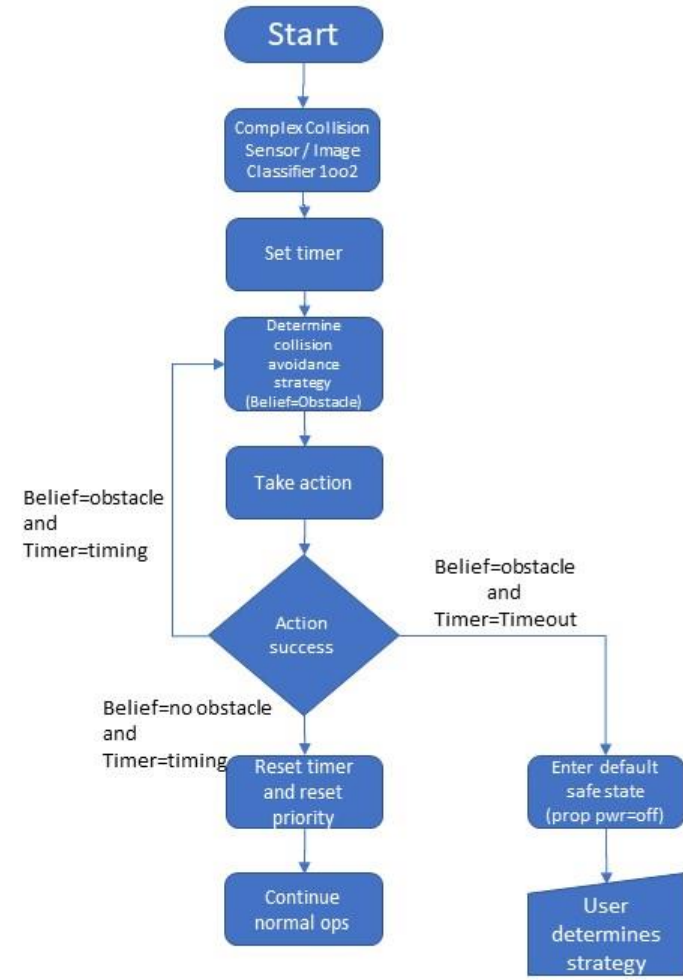 Start
Complex Collision
Sensor / Image
Classifier 1oo2
Set timer
Determine
collision
avoidance
strategy
(Belief=Obstacle)
Take action
Belief=obstacle
and
Timer=timing
Belief=obstacle
and
Timer=Timeout
Action
success
Belief=no obstacle
and
Timer=timing
Reset timer
and reset
priority
Enter default
safe state
(prop pwr=off)
Continue
normal ops
User
determines
strategy